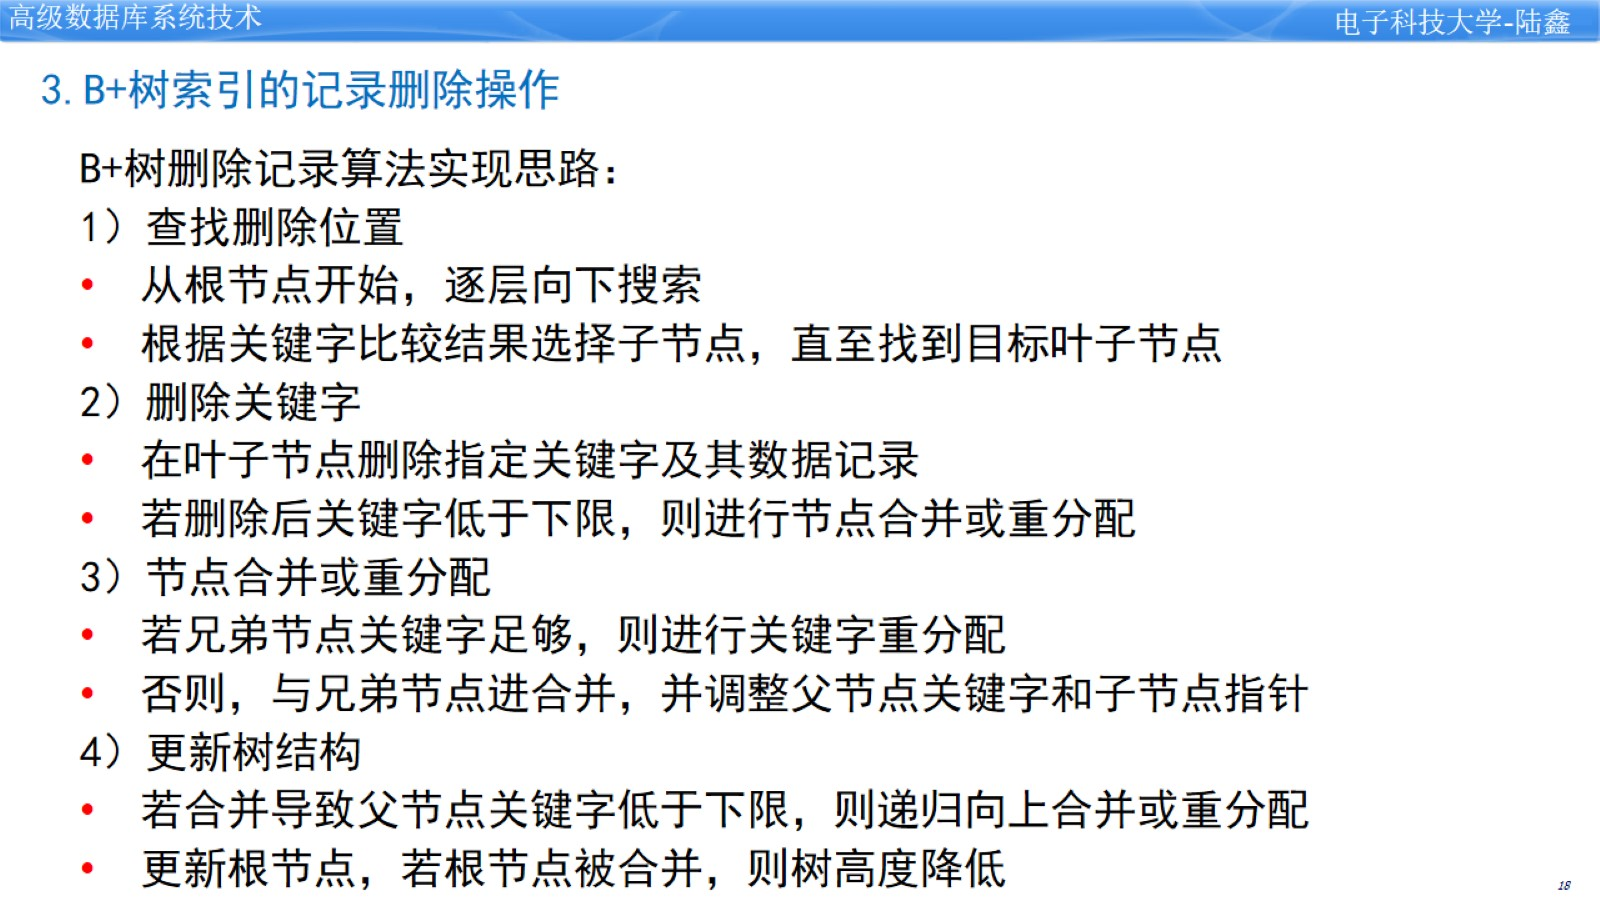 高级数据库系统技术
电子科技大学-陆鑫
3.B+树索引的记录删除操作
B+树删除记录算法实现思路：
1）查找删除位置
• 从根节点开始，逐层向下搜索
• 根据关键字比较结果选择子节点，直至找到目标叶子节点
2）删除关键字
• 在叶子节点删除指定关键字及其数据记录
• 若删除后关键字低于下限，则进行节点合并或重分配
3）节点合并或重分配
• 若兄弟节点关键字足够，则进行关键字重分配
• 否则，与兄弟节点进合并，并调整父节点关键字和子节点指针
4）更新树结构
• 若合并导致父节点关键字低于下限，则递归向上合并或重分配
• 更新根节点，若根节点被合并，则树高度降低
18